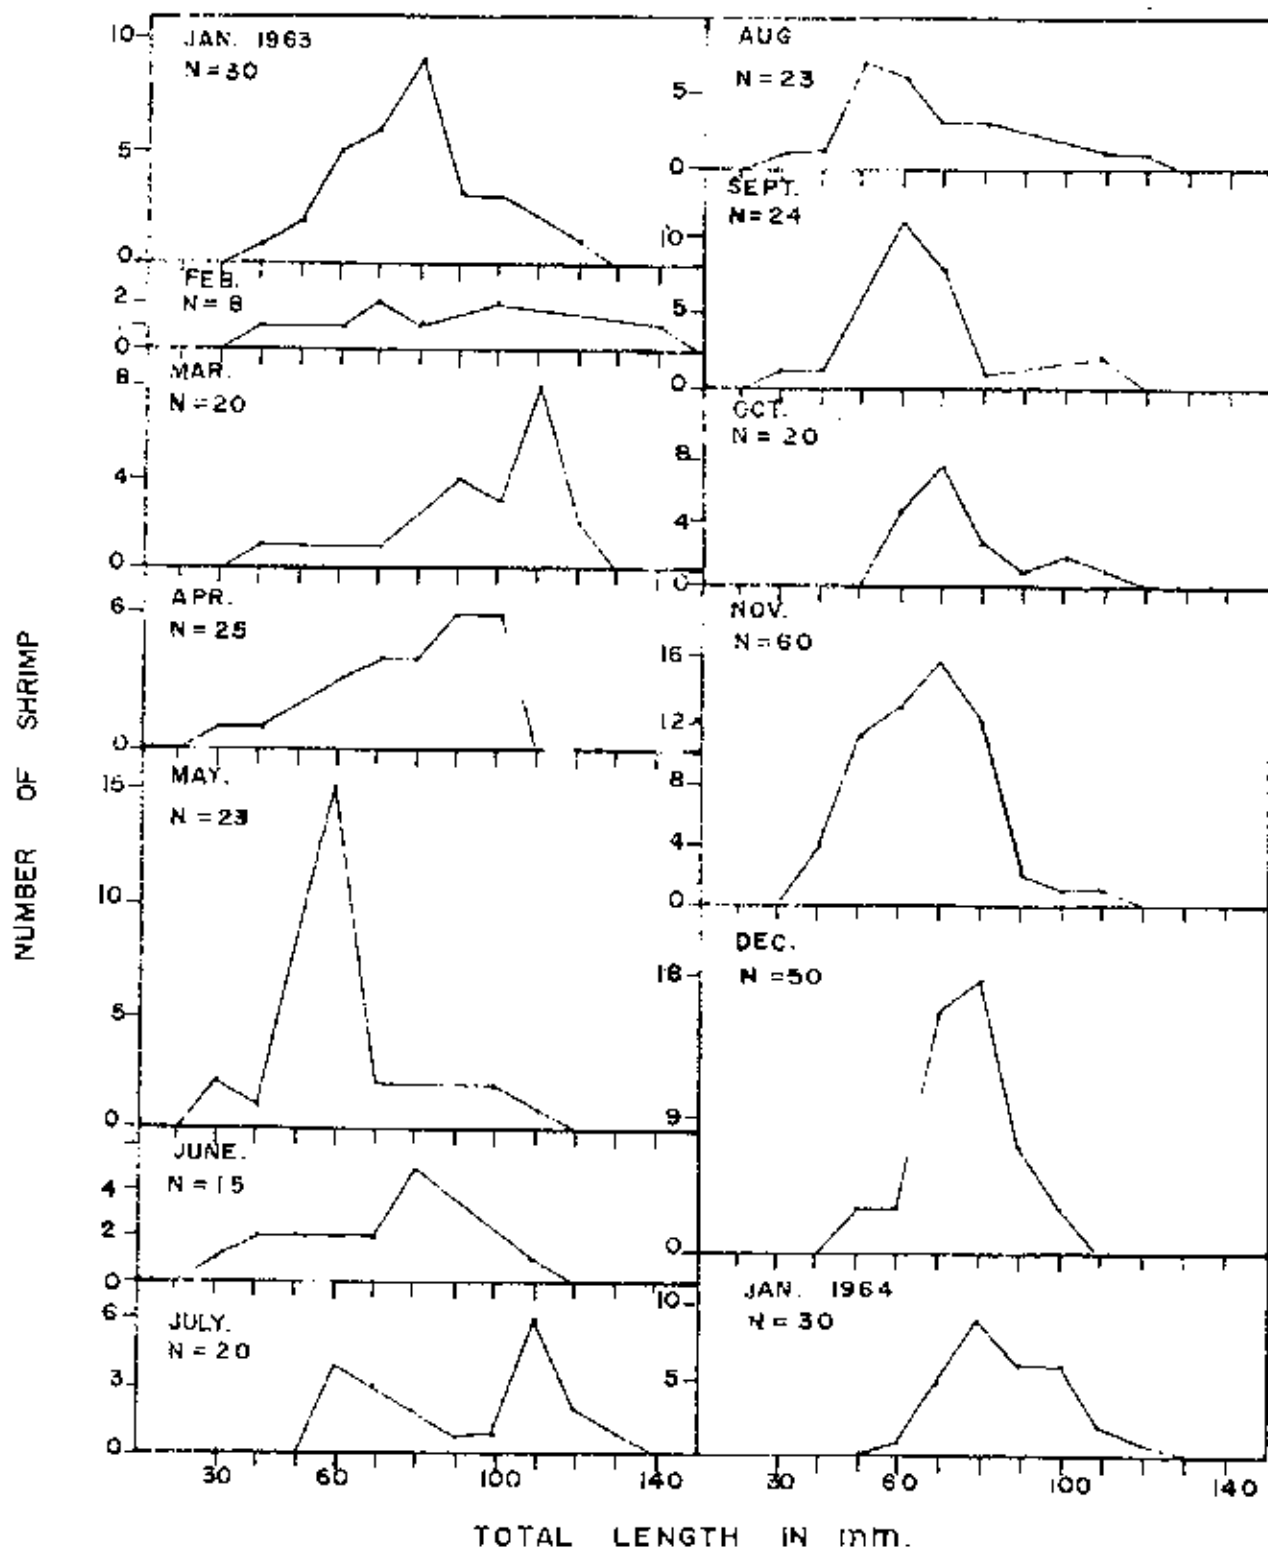 JAN. 1963
N=30
10
5
0
FEB.
N=8
2
0
MAR.
N=20
8
4
0
APR.
N=25
6
0
MAY.
N=23
15
10
5
0
JUNE.
N=15
4
2
0
JULY.
N=20
6
3
0
30 60 100 140
AUG
N=23
5
0
SEPT.
N=24
10
5
0
OCT.
N=20
8
4
0
NOV.
N=60
16
12
8
4
0
DEC.
N=50
18
9
0
JAN. 1964
N=30
10
5
30 60 100 140
NUMBER OF SHRIMP
TOTAL LENGTH IN mm.